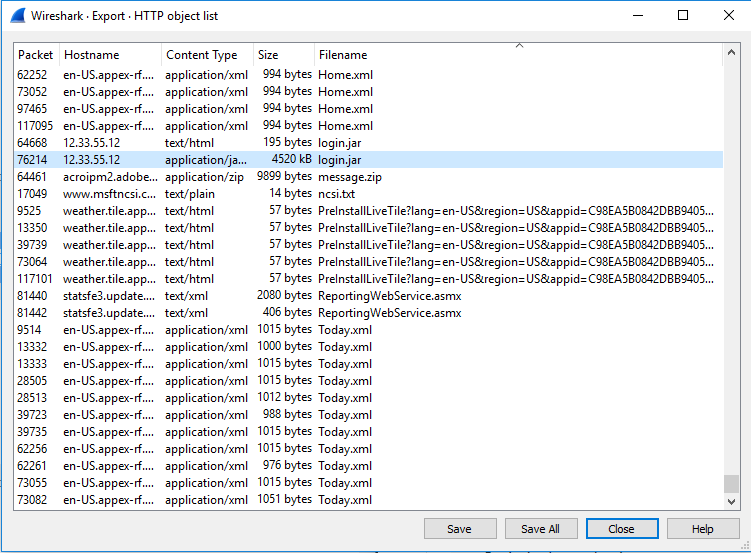 Wireshark · Export · HTTP object list
Packet Hostname Content Type Size Filename
62252 en-US.appex-rf.... application/xml 994 bytes Home.xml
73052 en-US.appex-rf.... application/xml 994 bytes Home.xml
97465 en-US.appex-rf.... application/xml 994 bytes Home.xml
117095 en-US.appex-rf.... application/xml 994 bytes Home.xml
64668 12.33.55.12 text/html 195 bytes login.jar
76214 12.33.55.12 application/ja... 4520 kB login.jar
64461 acroipm2.adobe... application/zip 9899 bytes message.zip
17049 www.msftncsi.c... text/plain 14 bytes ncsi.txt
9525 weather.tile.app... text/html 57 bytes PreInstallLiveTile?lang=en-US&region=US&appid=C98EA5B0842DBB9405...
13350 weather.tile.app... text/html 57 bytes PreInstallLiveTile?lang=en-US&region=US&appid=C98EA5B0842DBB9405...
39739 weather.tile.app... text/html 57 bytes PreInstallLiveTile?lang=en-US&region=US&appid=C98EA5B0842DBB9405...
73064 weather.tile.app... text/html 57 bytes PreInstallLiveTile?lang=en-US&region=US&appid=C98EA5B0842DBB9405...
117101 weather.tile.app... text/html 57 bytes PreInstallLiveTile?lang=en-US&region=US&appid=C98EA5B0842DBB9405...
81440 statsfe3.update.... text/xml 2080 bytes ReportingWebService.asmx
81442 statsfe3.update.... text/xml 406 bytes ReportingWebService.asmx
9514 en-US.appex-rf.... application/xml 1015 bytes Today.xml
13332 en-US.appex-rf.... application/xml 1000 bytes Today.xml
13333 en-US.appex-rf.... application/xml 1015 bytes Today.xml
28505 en-US.appex-rf.... application/xml 1015 bytes Today.xml
28513 en-US.appex-rf.... application/xml 1012 bytes Today.xml
39723 en-US.appex-rf.... application/xml 988 bytes Today.xml
39735 en-US.appex-rf.... application/xml 1015 bytes Today.xml
62256 en-US.appex-rf.... application/xml 1015 bytes Today.xml
62261 en-US.appex-rf.... application/xml 976 bytes Today.xml
73055 en-US.appex-rf.... application/xml 1015 bytes Today.xml
73082 en-US.appex-rf.... application/xml 1051 bytes Today.xml
Save Save All Close Help